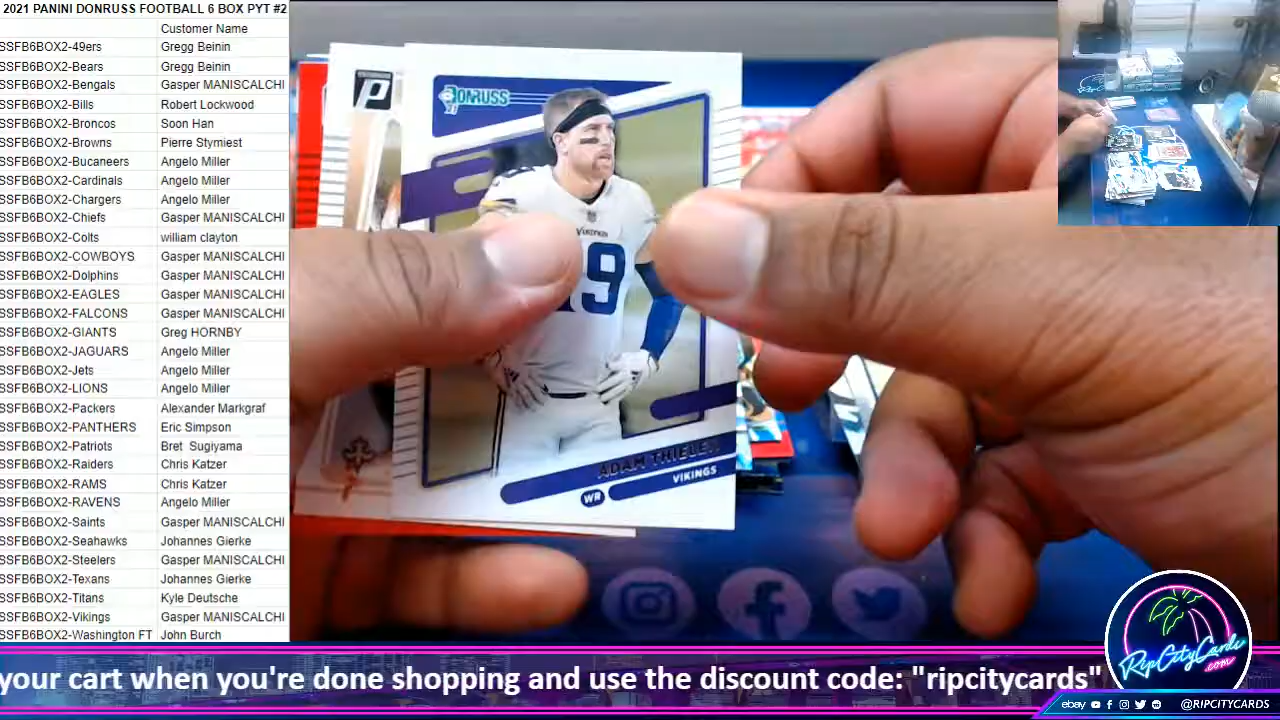 2021 PANINI DONRUSS FOOTBALL 6 BOX PYT #2
Customer Name
SSFB6BOX2-49ers Gregg Beinin
SSFB6BOX2-Bears Gregg Beinin
SSFB6BOX2-Bengals Gasper MANISCALCHI
SSFB6BOX2-Bills Robert Lockwood
SSFB6BOX2-Broncos Soon Han
SSFB6BOX2-Browns Pierre Stymiest
SSFB6BOX2-Bucaneers Angelo Miller
SSFB6BOX2-Cardinals Angelo Miller
SSFB6BOX2-Chargers Angelo Miller
SSFB6BOX2-Chiefs Gasper MANISCALCHI
SSFB6BOX2-Colts william clayton
SSFB6BOX2-COWBOYS Gasper MANISCALCHI
SSFB6BOX2-Dolphins Gasper MANISCALCHI
SSFB6BOX2-EAGLES Gasper MANISCALCHI
SSFB6BOX2-FALCONS Gasper MANISCALCHI
SSFB6BOX2-GIANTS Greg HORNBY
SSFB6BOX2-JAGUARS Angelo Miller
SSFB6BOX2-Jets Angelo Miller
SSFB6BOX2-LIONS Angelo Miller
SSFB6BOX2-Packers Alexander Markgraf
SSFB6BOX2-PANTHERS Eric Simpson
SSFB6BOX2-Patriots Bret Sugiyama
SSFB6BOX2-Raiders Chris Katzer
SSFB6BOX2-RAMS Chris Katzer
SSFB6BOX2-RAVENS Angelo Miller
SSFB6BOX2-Saints Gasper MANISCALCHI
SSFB6BOX2-Seahawks Johannes Gierke
SSFB6BOX2-Steelers Gasper MANISCALCHI
SSFB6BOX2-Texans Johannes Gierke
SSFB6BOX2-Titans Kyle Deutsche
SSFB6BOX2-Vikings Gasper MANISCALCHI
SSFB6BOX2-Washington FT John Burch
DONRUSS
VIKINGS
19
ADAM THIELEN
WR VIKINGS
your cart when you're done shopping and use the discount code: "ripcitycards"
RipCityCards
.com
ebay @RIPCITYCARDS